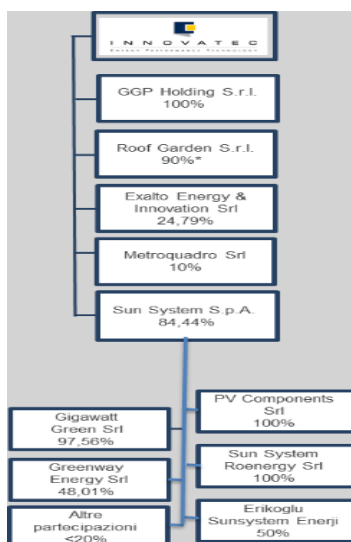 INNOVATEC
Energy Performance Technology
GGP Holding S.r.l.
100%
Roof Garden S.r.l.
90%*
Exalto Energy &
Innovation Srl
24,79%
Metroquadro Srl
10%
Sun System S.p.A.
84,44%
Gigawatt
Green Srl
97,56%
PV Components
Srl
100%
Greenway
Energy Srl
48,01%
Sun System
Roenergy Srl
100%
Altre
partecipazioni
<20%
Erikoglu
Sunsystem Enerji
50%